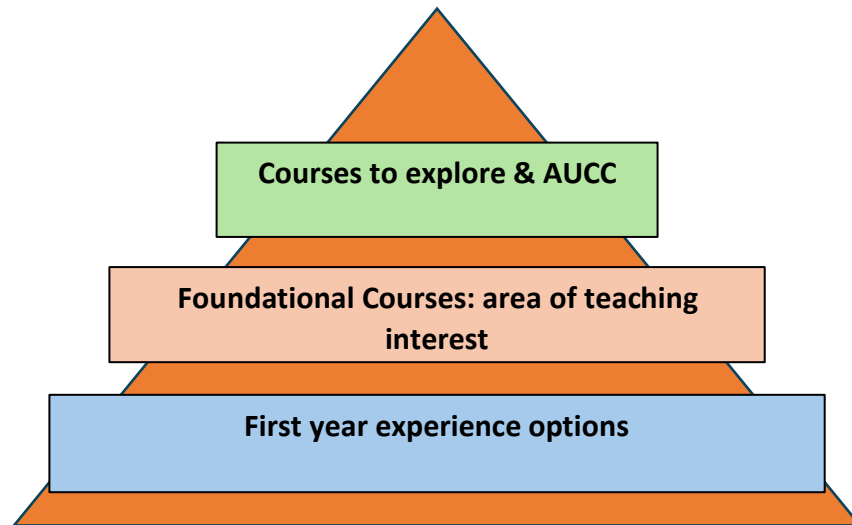 Courses to explore & AUCC
Foundational Courses: area of teaching
interest
First year experience options